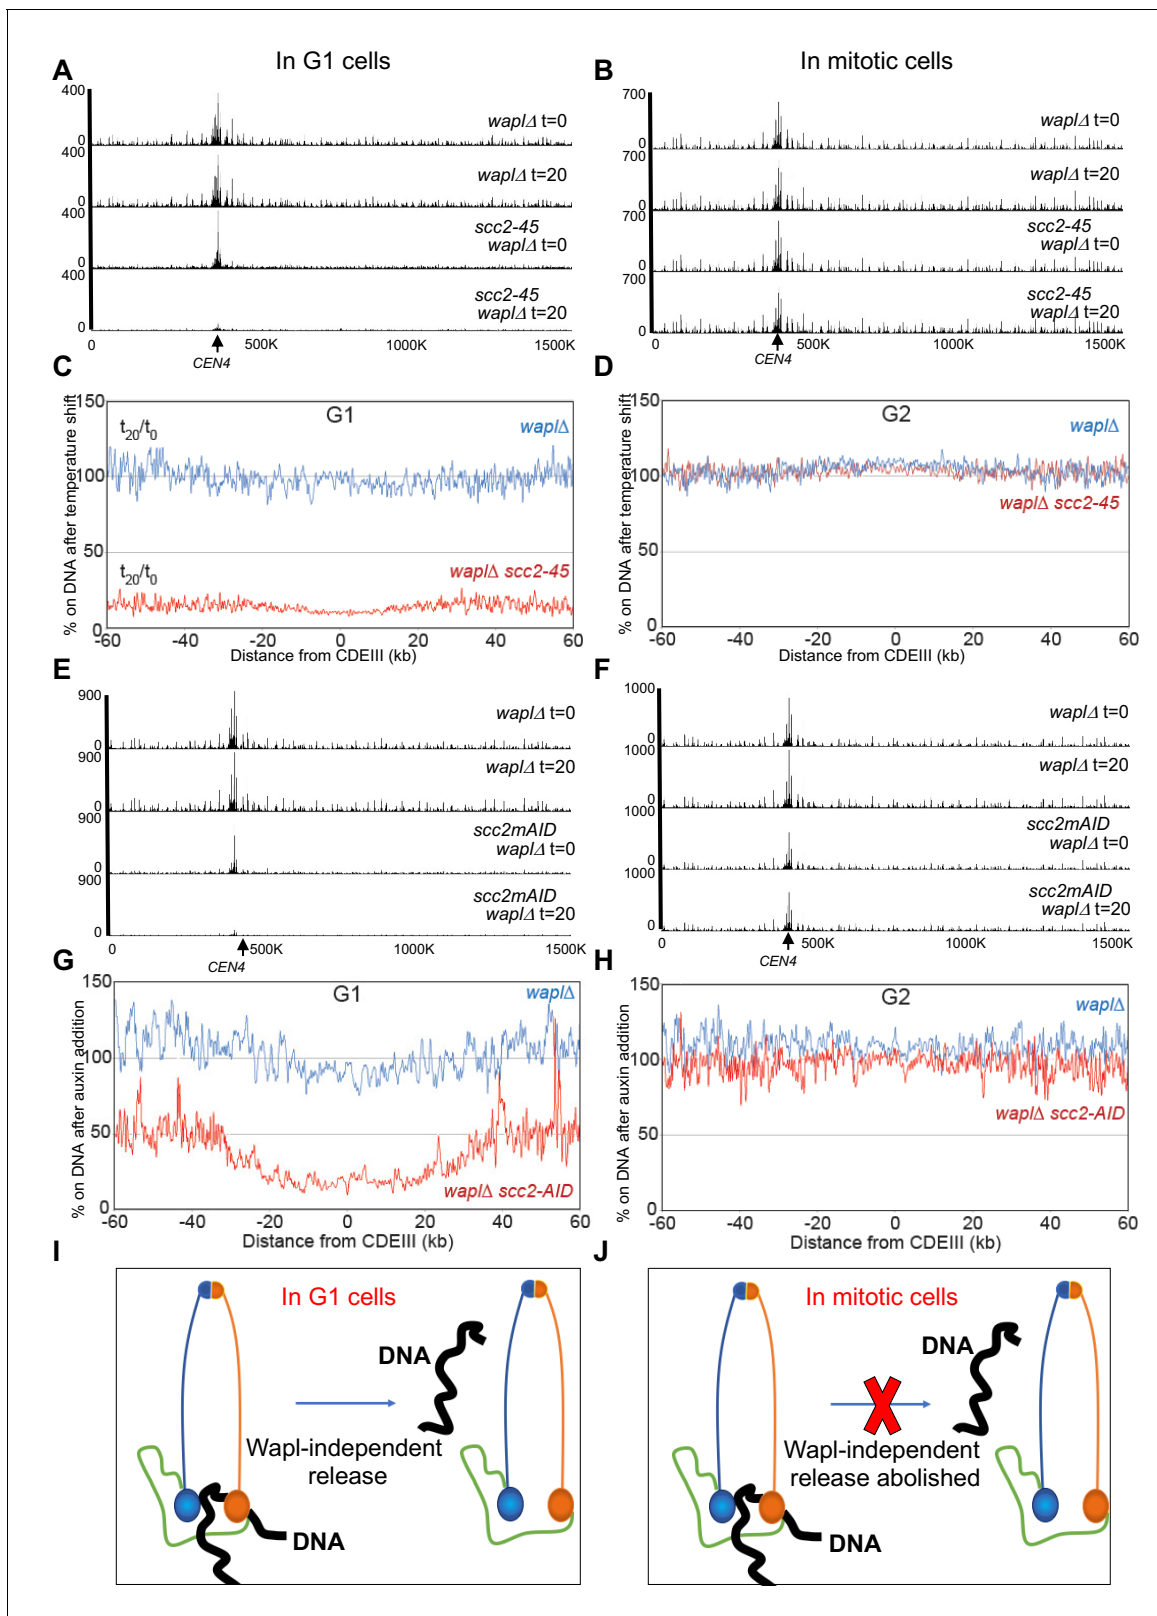 In G1 cells
In mitotic cells
A
400
waplΔ t=0
0
400
waplΔ t=20
0
400
scc2-45
waplΔ t=0
0
400
scc2-45
waplΔ t=20
0
0
500K
1000K
1500K
CEN4
B
700
waplΔ t=0
0
700
waplΔ t=20
0
700
scc2-45
waplΔ t=0
0
700
scc2-45
waplΔ t=20
0
0
500K
1000K
1500K
CEN4
C
% on DNA after temperature shift
150
100
50
0
G1
t20/t0
waplΔ
t20/t0
waplΔ scc2-45
-60 -40 -20 0 20 40 60
Distance from CDEIII (kb)
D
% on DNA after temperature shift
150
100
50
0
G2
waplΔ
waplΔ scc2-45
-60 -40 -20 0 20 40 60
Distance from CDEIII (kb)
E
900
waplΔ t=0
0
900
waplΔ t=20
0
900
scc2mAID
waplΔ t=0
0
900
scc2mAID
waplΔ t=20
0
0
500K
1000K
1500K
CEN4
F
1000
waplΔ t=0
0
1000
waplΔ t=20
0
1000
scc2mAID
waplΔ t=0
0
1000
scc2mAID
waplΔ t=20
0
0
500K
1000K
1500K
CEN4
G
% on DNA after auxin addition
150
100
50
0
G1
waplΔ
waplΔ scc2-AID
-60 -40 -20 0 20 40 60
Distance from CDEIII (kb)
H
% on DNA after auxin addition
150
100
50
0
G2
waplΔ
waplΔ scc2-AID
-60 -40 -20 0 20 40 60
Distance from CDEIII (kb)
I
In G1 cells
DNA
Wapl-independent
release
DNA
J
In mitotic cells
DNA
Wapl-independent
release abolished
DNA